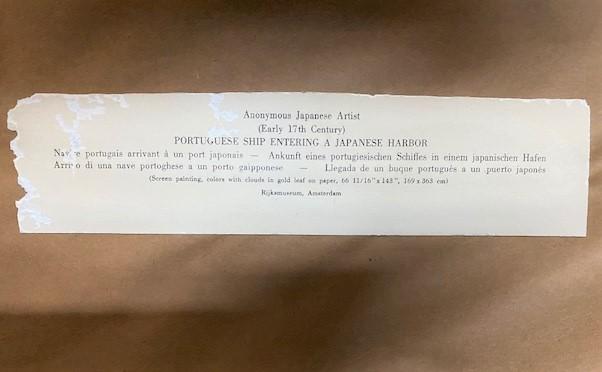 Anonymous Japanese Artist
(Early 17th Century)
PORTUGUESE SHIP ENTERING A JAPANESE HARBOR
portugais arrivant à un port japonais — Ankunft eines portugiesischen Schiffes in einem japanischen Hafen
di una nave portoghese a un porto gaipponese — Llegada de un buque portugués a un puerto japonés
(Screen painting, colors with clouds in gold leaf on paper, 66 11/16" x 143", 169 x 363 cm)
Rijksmuseum, Amsterdam